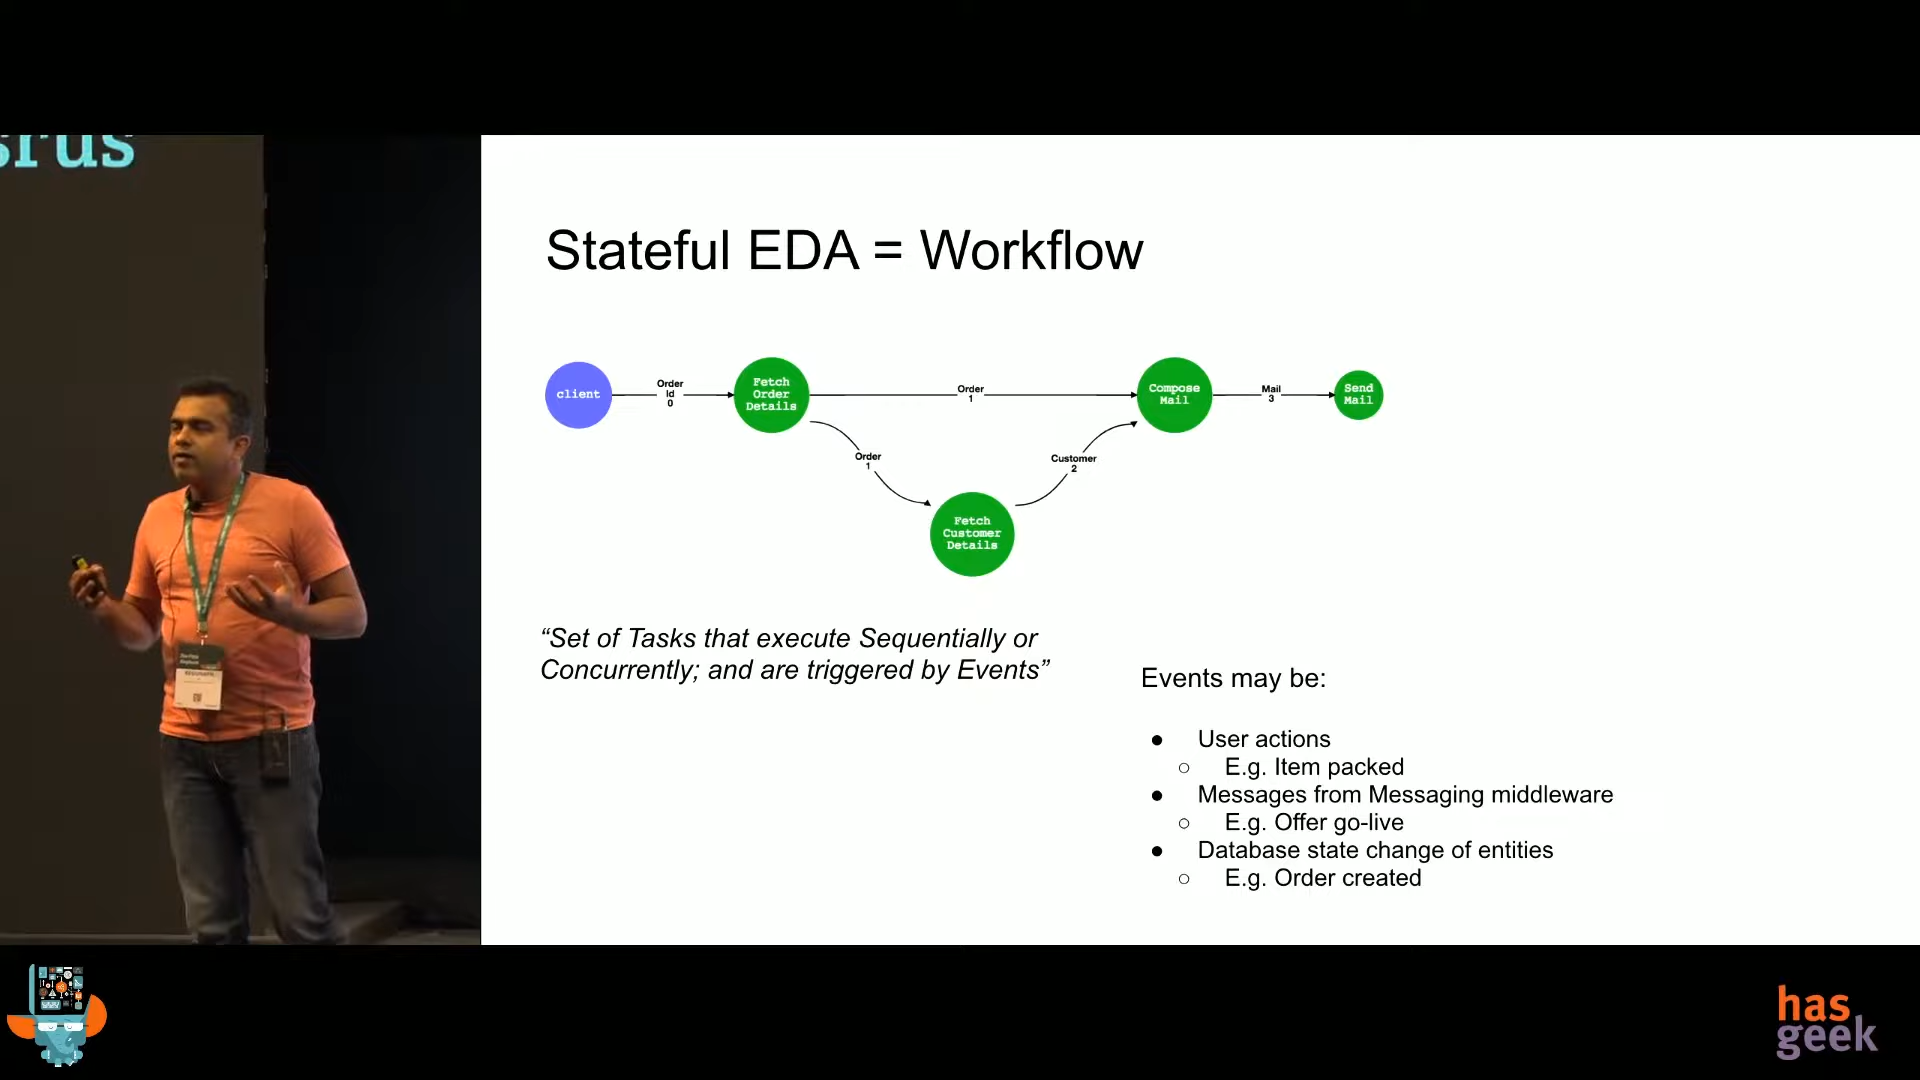 srus
Stateful EDA = Workflow
client
Order
Id
0
Fetch
Order
Details
Order
1
Compose
Mail
Mail
3
Send
Mail
Order
1
Customer
2
Fetch
Customer
Details
“Set of Tasks that execute Sequentially or
Concurrently; and are triggered by Events”
Events may be:
● User actions
○ E.g. Item packed
● Messages from Messaging middleware
○ E.g. Offer go-live
● Database state change of entities
○ E.g. Order created
has
geek